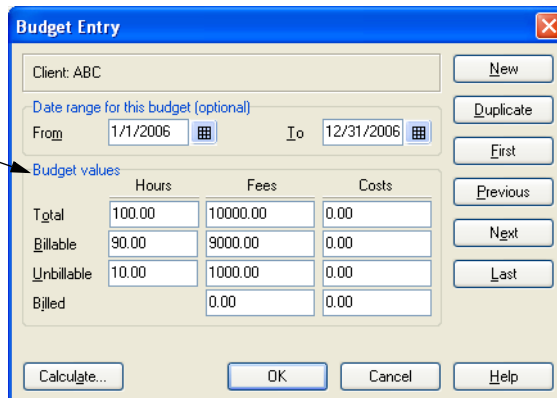 Budget Entry
Client: ABC
New
Date range for this budget (optional)
Duplicate
From 1/1/2006 To 12/31/2006
First
Budget values
Previous
Hours Fees Costs
Total 100.00 10000.00 0.00
Next
Billable 90.00 9000.00 0.00
Unbillable 10.00 1000.00 0.00
Last
Billed 0.00 0.00
Calculate... OK Cancel Help